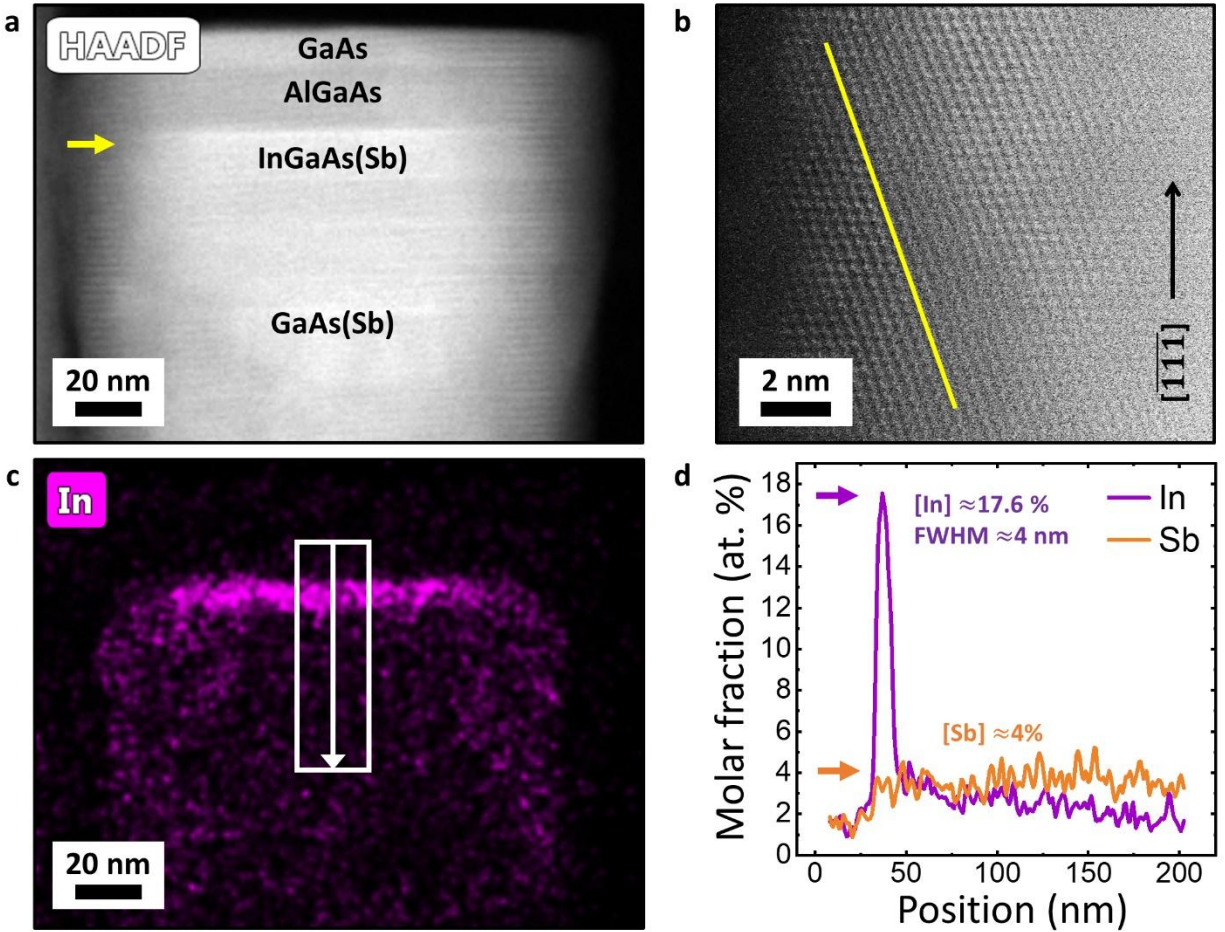 a
HAADF
GaAs
AlGaAs
InGaAs(Sb)
GaAs(Sb)
20 nm
b
2 nm
[1̅1̅1̅]
c
In
20 nm
d
Molar fraction (at. %)
18
16
14
12
10
8
6
4
2
0
[In] ≈17.6 %
FWHM ≈4 nm
In
Sb
[Sb] ≈4%
0 50 100 150 200
Position (nm)